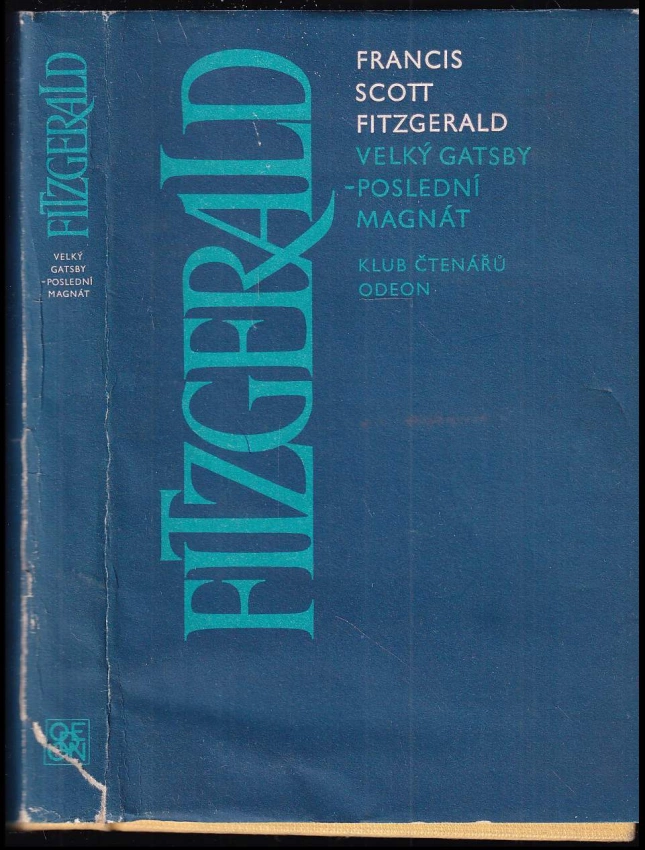 FITZGERALD
VELKÝ
GATSBY
-POSLEDNÍ
MAGNÁT
ODEON
FITZGERALD
FRANCIS
SCOTT
FITZGERALD
VELKÝ GATSBY
-POSLEDNÍ
MAGNÁT
KLUB ČTENÁŘŮ
ODEON